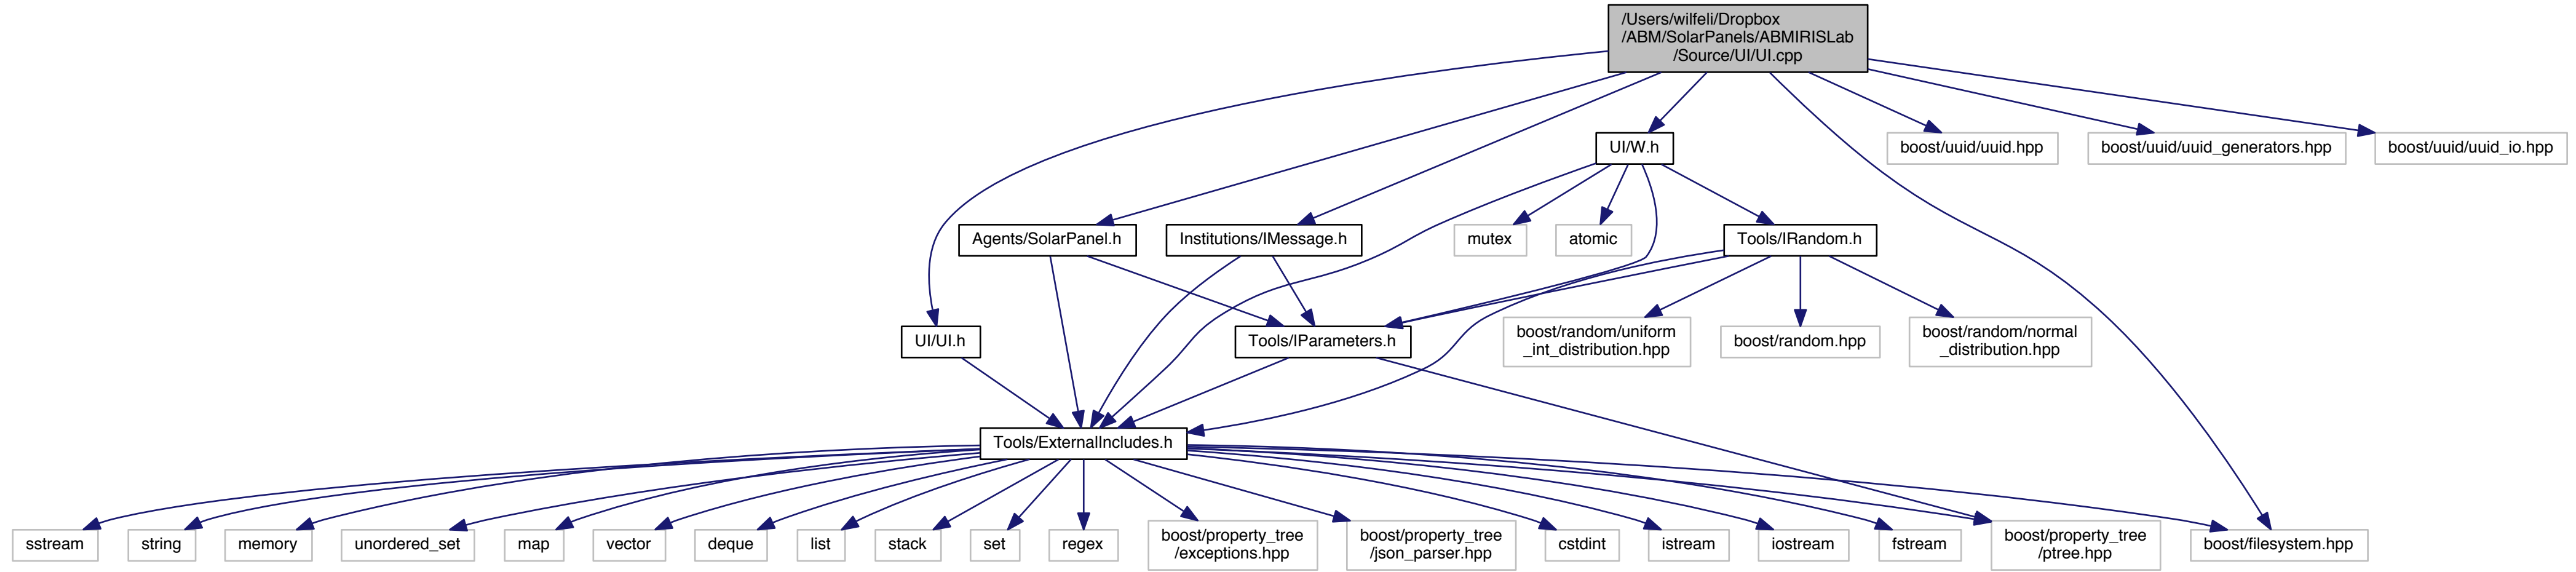 /Users/wilfeli/Dropbox
/ABM/SolarPanels/ABMIRISLab
/Source/UI/UI.cpp
UI/W.h
boost/uuid/uuid.hpp
boost/uuid/uuid_generators.hpp
boost/uuid/uuid_io.hpp
Agents/SolarPanel.h
Institutions/IMessage.h
mutex
atomic
Tools/IRandom.h
UI/UI.h
Tools/IParameters.h
boost/random/uniform
_int_distribution.hpp
boost/random.hpp
boost/random/normal
_distribution.hpp
Tools/ExternalIncludes.h
sstream
string
memory
unordered_set
map
vector
deque
list
stack
set
regex
boost/property_tree
/exceptions.hpp
boost/property_tree
/json_parser.hpp
cstdint
istream
iostream
fstream
boost/property_tree
/ptree.hpp
boost/filesystem.hpp